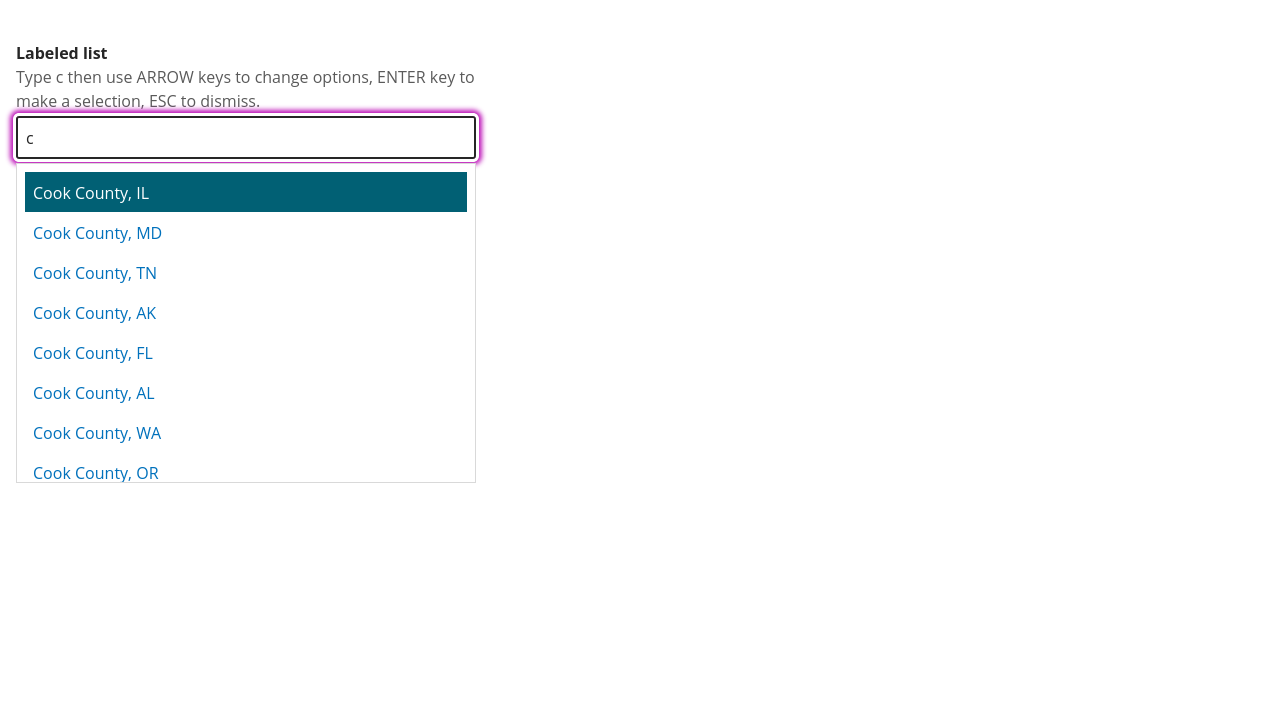 Labeled list
Type c then use ARROW keys to change options, ENTER key to
make a selection, ESC to dismiss.
c
Cook County, IL
Cook County, MD
Cook County, TN
Cook County, AK
Cook County, FL
Cook County, AL
Cook County, WA
Cook County, OR